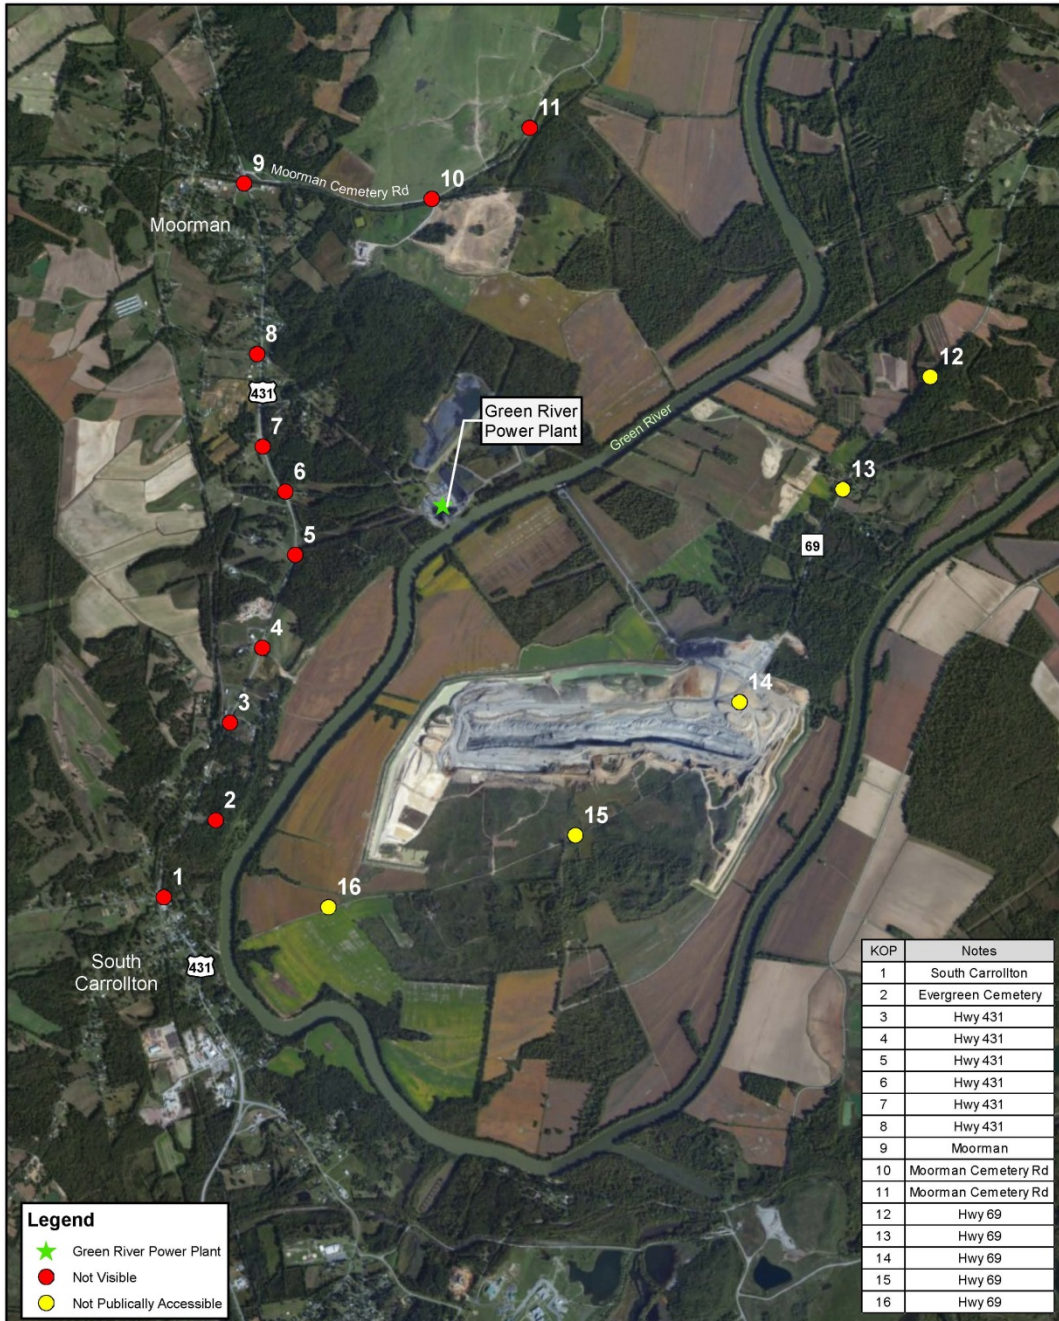 11
9
Moorman Cemetery Rd
10
Moorman
8
431
12
Green River
Power Plant
Green River
7
6
13
5
69
4
14
3
2
15
1
16
South
Carrollton
431
KOP Notes
1 South Carrollton
2 Evergreen Cemetery
3 Hwy 431
4 Hwy 431
5 Hwy 431
6 Hwy 431
7 Hwy 431
8 Hwy 431
9 Moorman
10 Moorman Cemetery Rd
11 Moorman Cemetery Rd
12 Hwy 69
13 Hwy 69
14 Hwy 69
15 Hwy 69
16 Hwy 69
Legend
Green River Power Plant
Not Visible
Not Publically Accessible